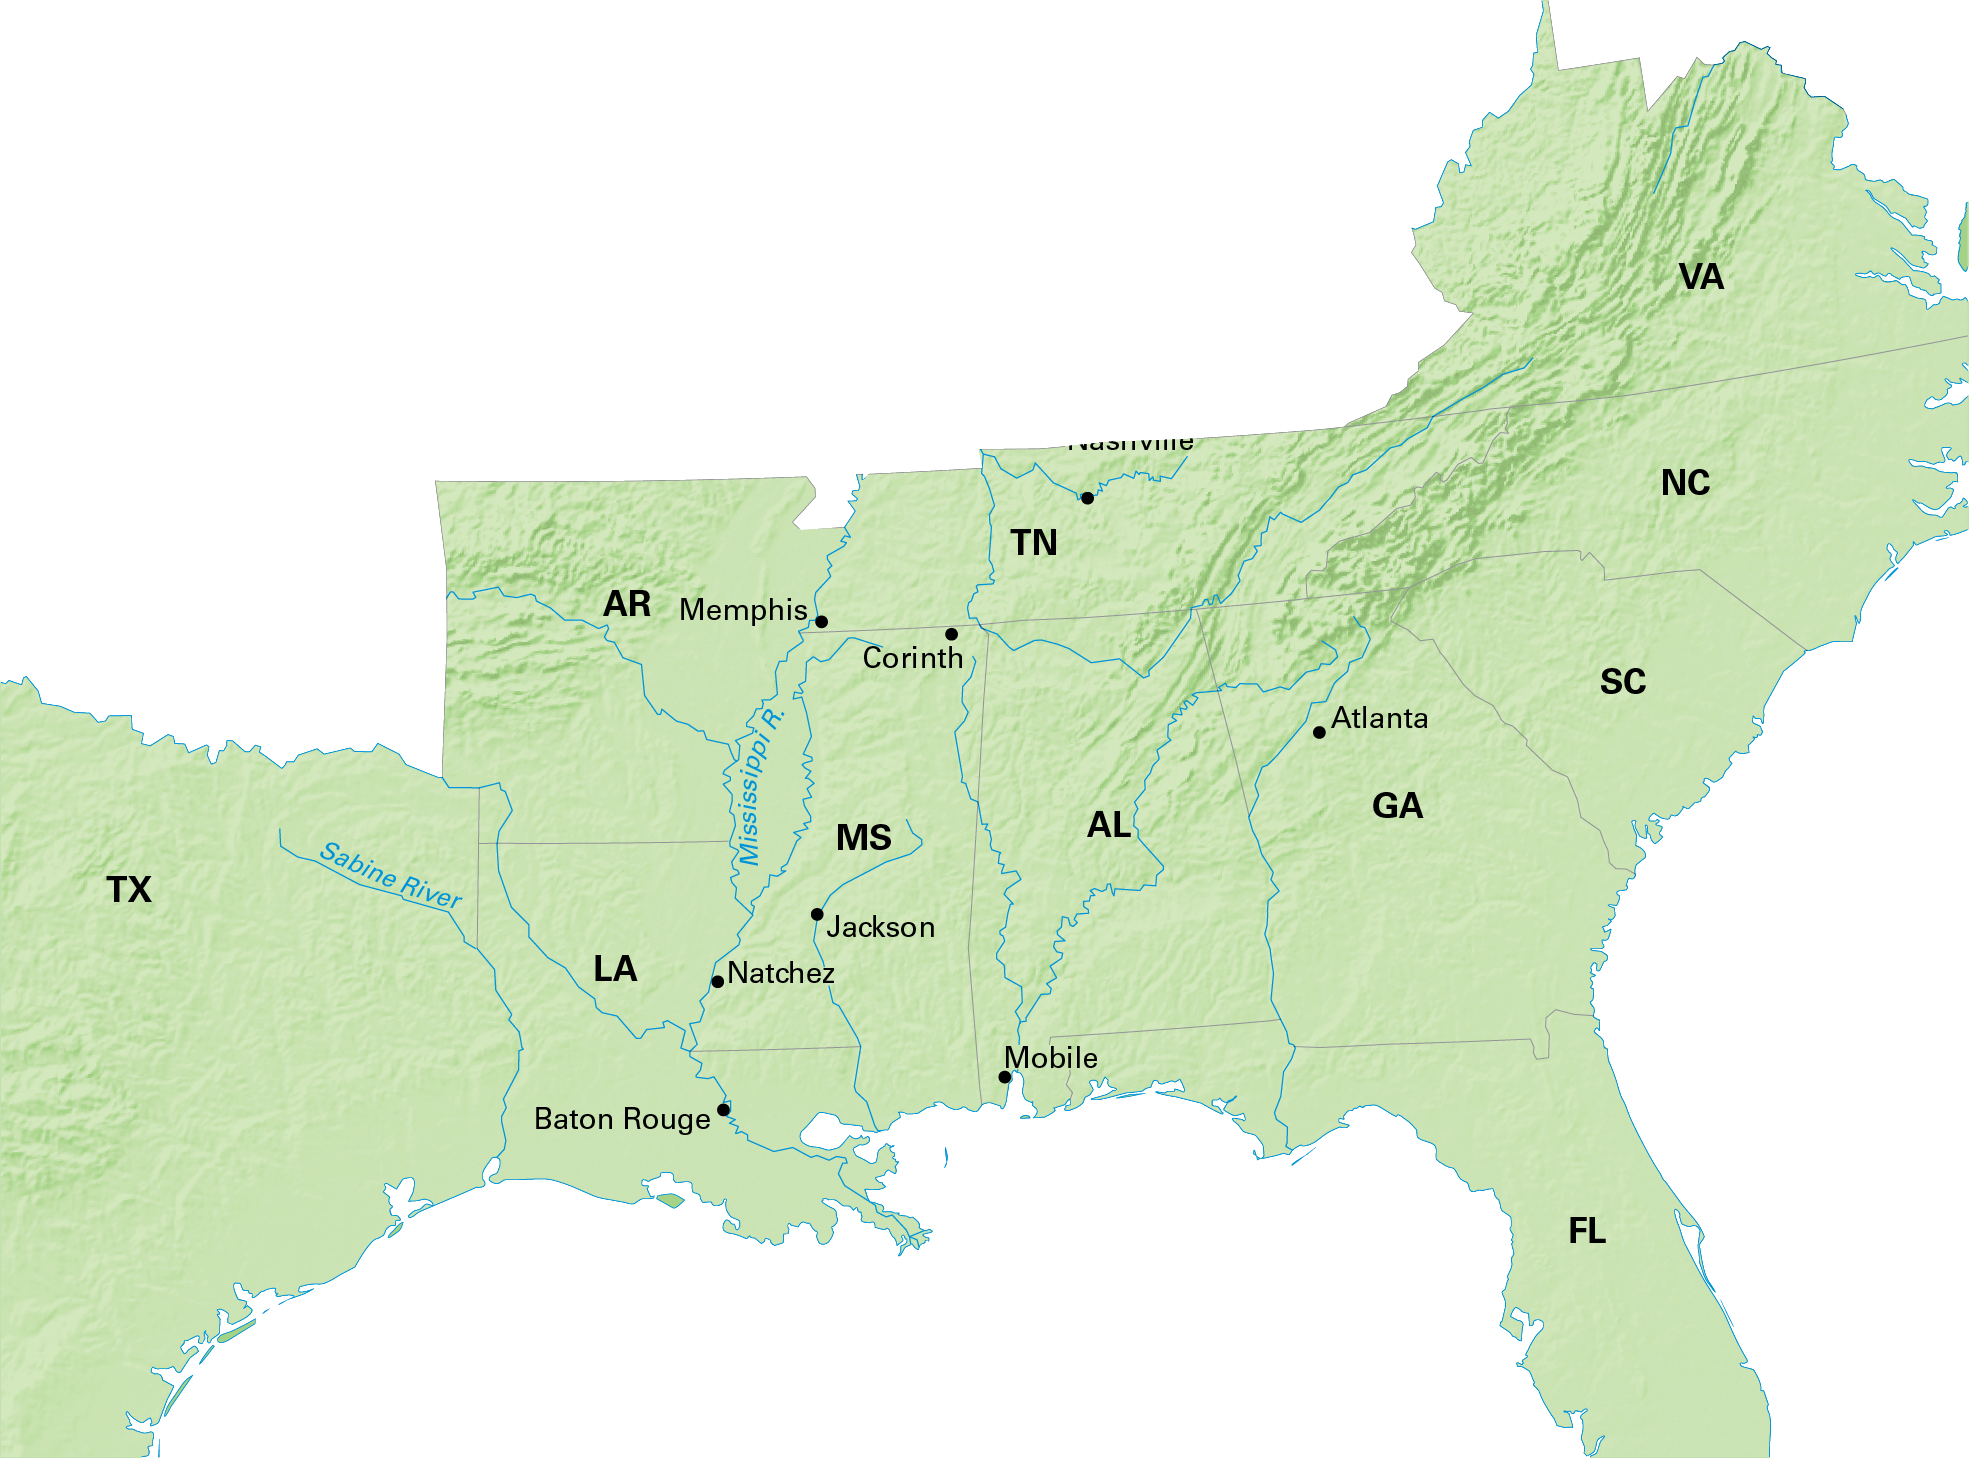 VA
Nashville
NC
TN
AR
Memphis
Corinth
SC
Atlanta
Mississippi R.
GA
AL
MS
Sabine River
TX
Jackson
LA
Natchez
Mobile
Baton Rouge
FL